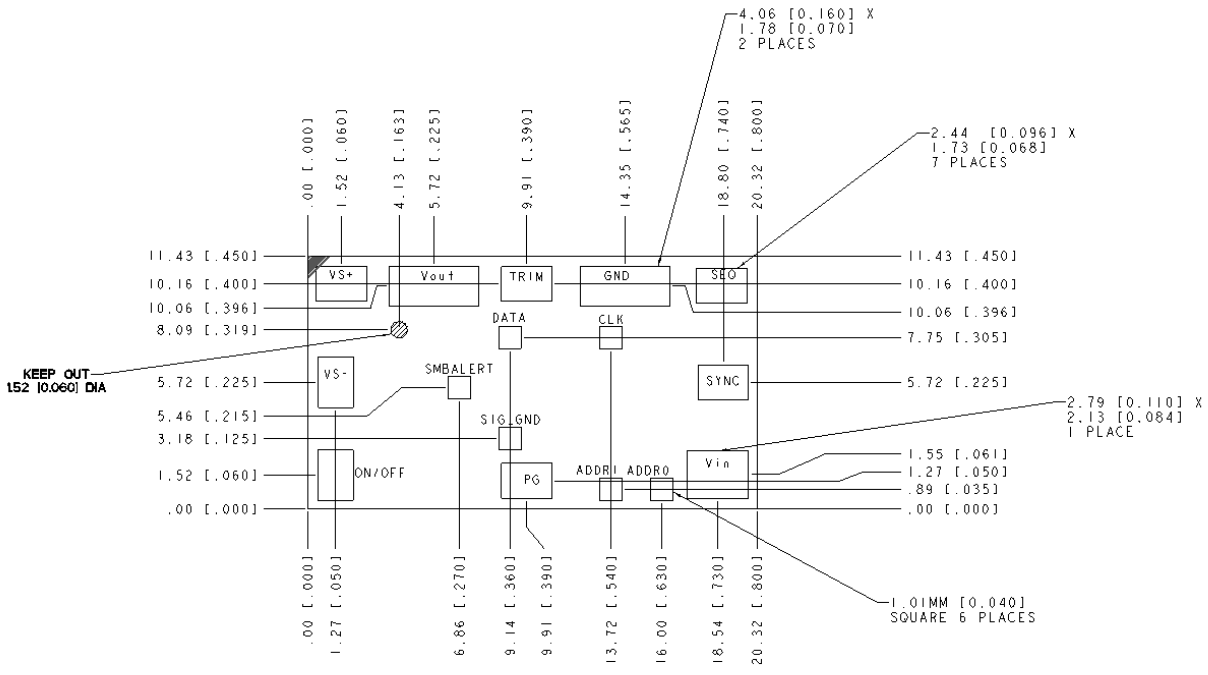 4.06 [0.160] X
1.78 [0.070]
2 PLACES
.00 [.000]
1.52 [.060]
4.13 [.163]
5.72 [.225]
9.91 [.390]
14.35 [.565]
18.80 [.740]
20.32 [.800]
2.44 [0.096] X
1.73 [0.068]
7 PLACES
11.43 [.450]
11.43 [.450]
VS+
Vout
TRIM
GND
SEQ
10.16 [.400]
10.16 [.400]
10.06 [.396]
10.06 [.396]
DATA
CLK
8.09 [.319]
7.75 [.305]
KEEP OUT
1.52 [0.060] DIA
VS-
SMBALERT
SYNC
5.72 [.225]
5.72 [.225]
5.46 [.215]
2.79 [0.110] X
2.13 [0.084]
1 PLACE
SIG_GND
3.18 [.125]
1.55 [.061]
Vin
ON/OFF
PG
ADDR1
ADDR0
1.52 [.060]
1.27 [.050]
.89 [.035]
.00 [.000]
.00 [.000]
.00 [.000]
1.27 [.050]
6.86 [.270]
9.14 [.360]
9.91 [.390]
13.72 [.540]
16.00 [.630]
18.54 [.730]
20.32 [.800]
1.01MM [0.040]
SQUARE 6 PLACES